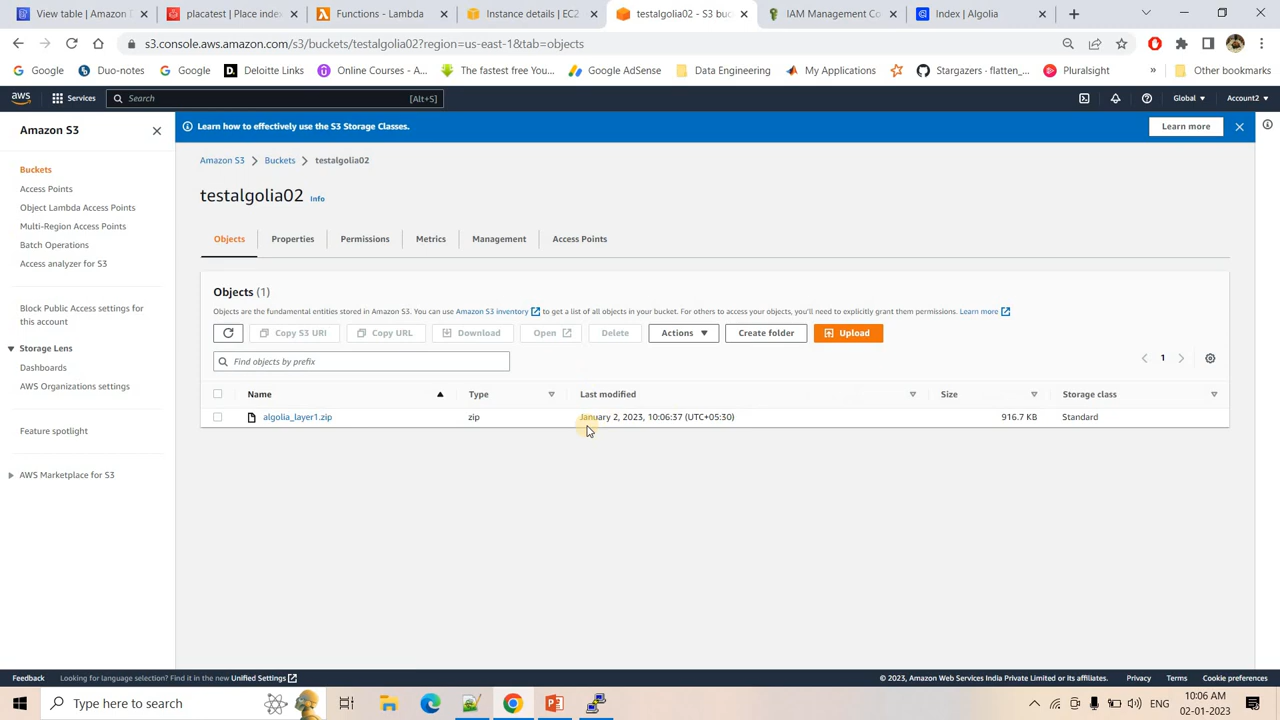 View table | Amazon D
placatest | Place index
Functions - Lambda
Instance details | EC2
testalgolia02 - S3 buc
IAM Management Co
Index | Algolia
s3.console.aws.amazon.com/s3/buckets/testalgolia02?region=us-east-1&tab=objects
Google
Duo-notes
Google
Deloitte Links
Online Courses - A...
The fastest free You...
Google AdSense
Data Engineering
My Applications
Stargazers · flatten_...
Pluralsight
»
Other bookmarks
aws
Services
Search
[Alt+S]
Global
Account2
Amazon S3
Learn how to effectively use the S3 Storage Classes.
Learn more
Buckets
Access Points
Object Lambda Access Points
Multi-Region Access Points
Batch Operations
Access analyzer for S3
Block Public Access settings for
this account
Storage Lens
Dashboards
AWS Organizations settings
Feature spotlight
AWS Marketplace for S3
Amazon S3 > Buckets > testalgolia02
testalgolia02 Info
Objects
Properties
Permissions
Metrics
Management
Access Points
Objects (1)
Objects are the fundamental entities stored in Amazon S3. You can use Amazon S3 inventory to get a list of all objects in your bucket. For others to access your objects, you'll need to explicitly grant them permissions. Learn more
Copy S3 URI
Copy URL
Download
Open
Delete
Actions
Create folder
Upload
Find objects by prefix
1
Name
Type
Last modified
Size
Storage class
algolia_layer1.zip
zip
January 2, 2023, 10:06:37 (UTC+05:30)
916.7 KB
Standard
Feedback
Looking for language selection? Find it in the new Unified Settings
© 2023, Amazon Web Services India Private Limited or its affiliates.
Privacy
Terms
Cookie preferences
Type here to search
ENG
10:06 AM
02-01-2023